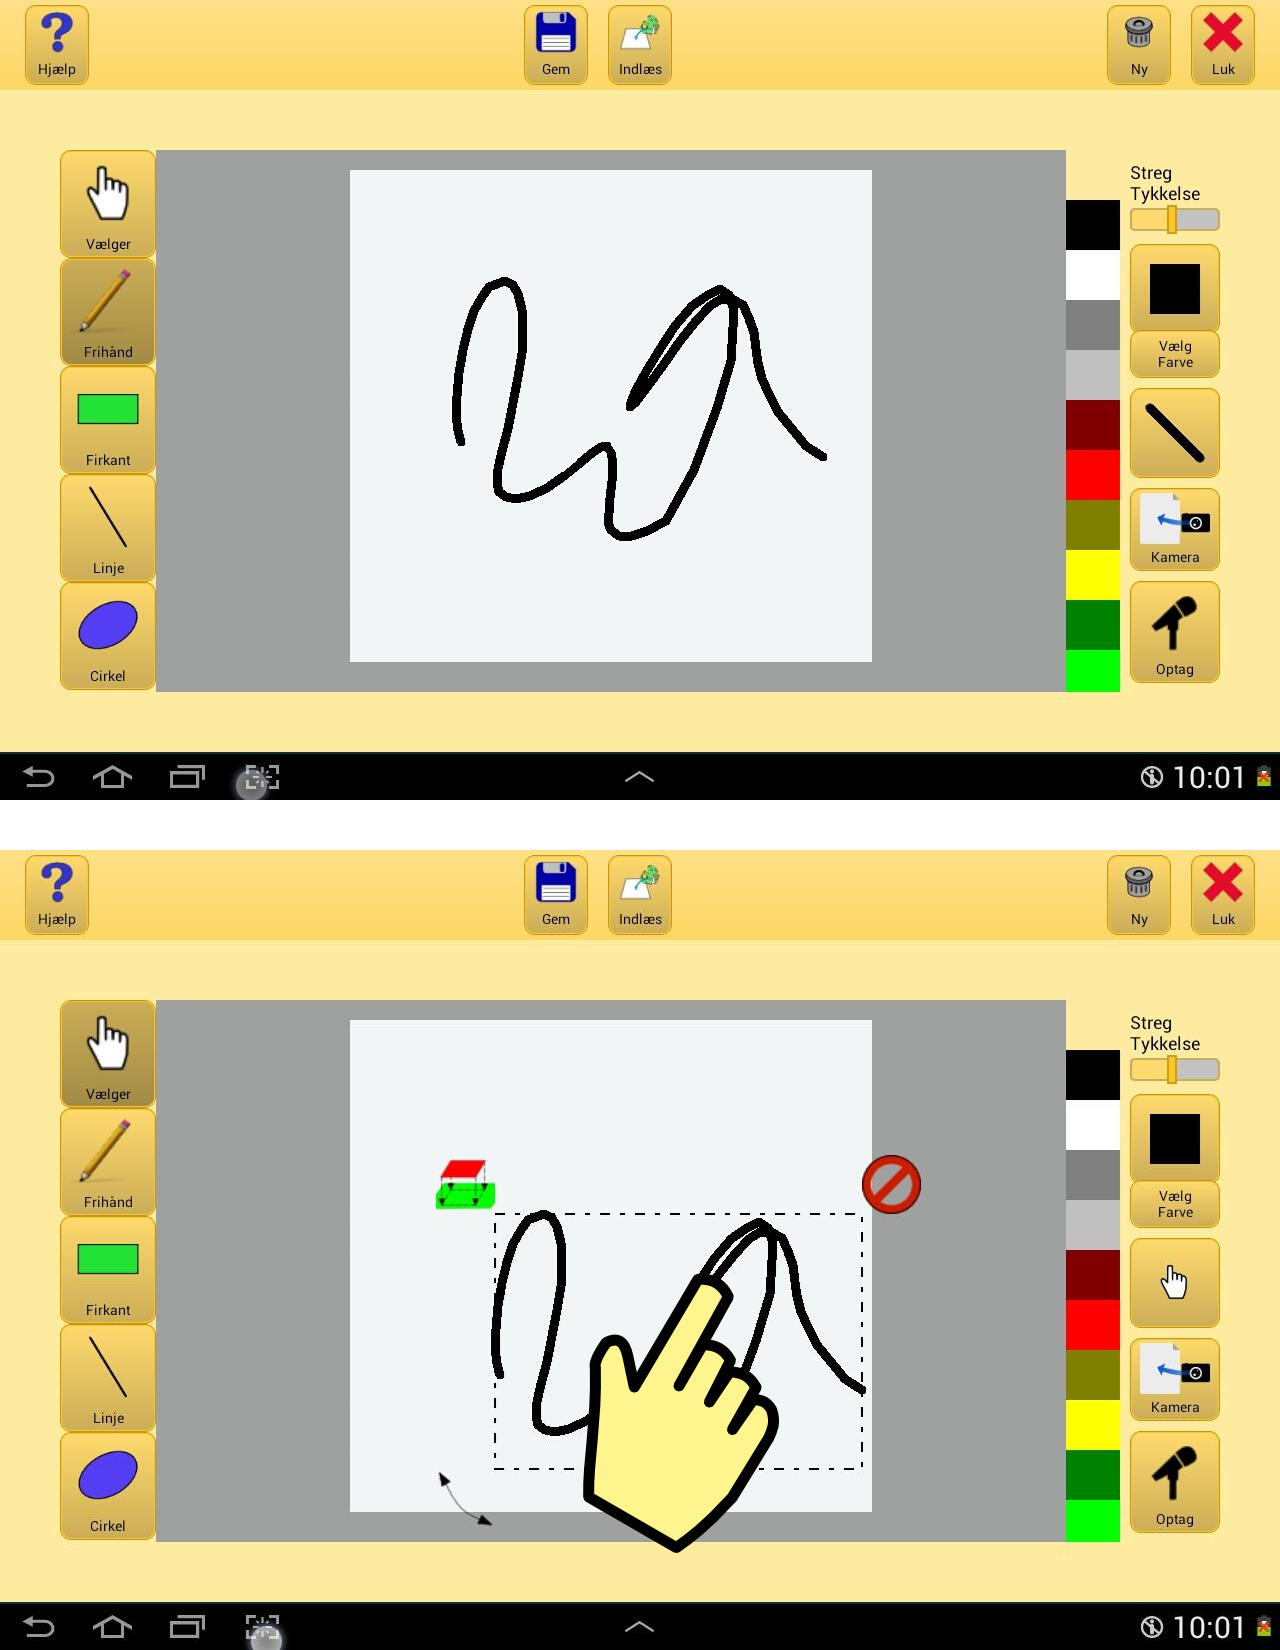 Hjælp
Gem
Indlæs
Ny
Luk
Streg
Tykkelse
Vælger
Frihånd
Firkant
Linje
Cirkel
Vælg
Farve
Kamera
Optag
10:01
Hjælp
Gem
Indlæs
Ny
Luk
Streg
Tykkelse
Vælger
Frihånd
Firkant
Linje
Cirkel
Vælg
Farve
Kamera
Optag
10:01